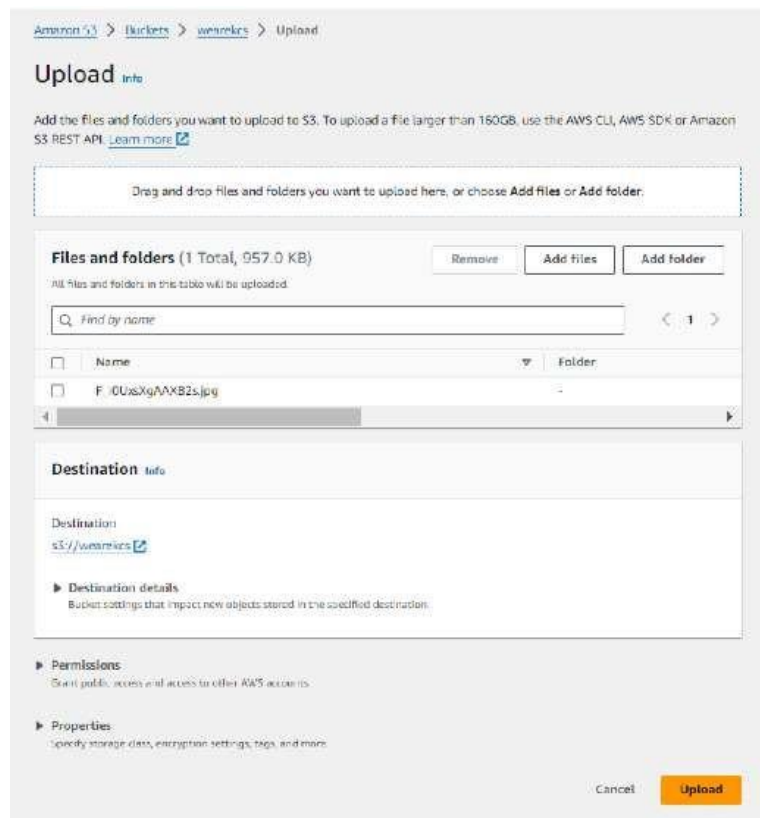 Amazon S3 > Buckets > wearekcs > Upload
Upload Info
Add the files and folders you want to upload to S3. To upload a file larger than 160GB, use the AWS CLI, AWS SDK or Amazon
S3 REST API. Learn more
Drag and drop files and folders you want to upload here, or choose Add files or Add folder.
Files and folders (1 Total, 957.0 KB)
Remove
Add files
Add folder
All files and folders in this table will be uploaded.
Find by name
< 1 >
Name
Folder
-
Destination Info
Destination
s3://wearekcs
Destination details
Bucket settings that impact new objects stored in the specified destination.
Permissions
Grant public access and access to other AWS accounts.
Properties
Specify storage class, encryption settings, tags, and more.
Cancel
Upload